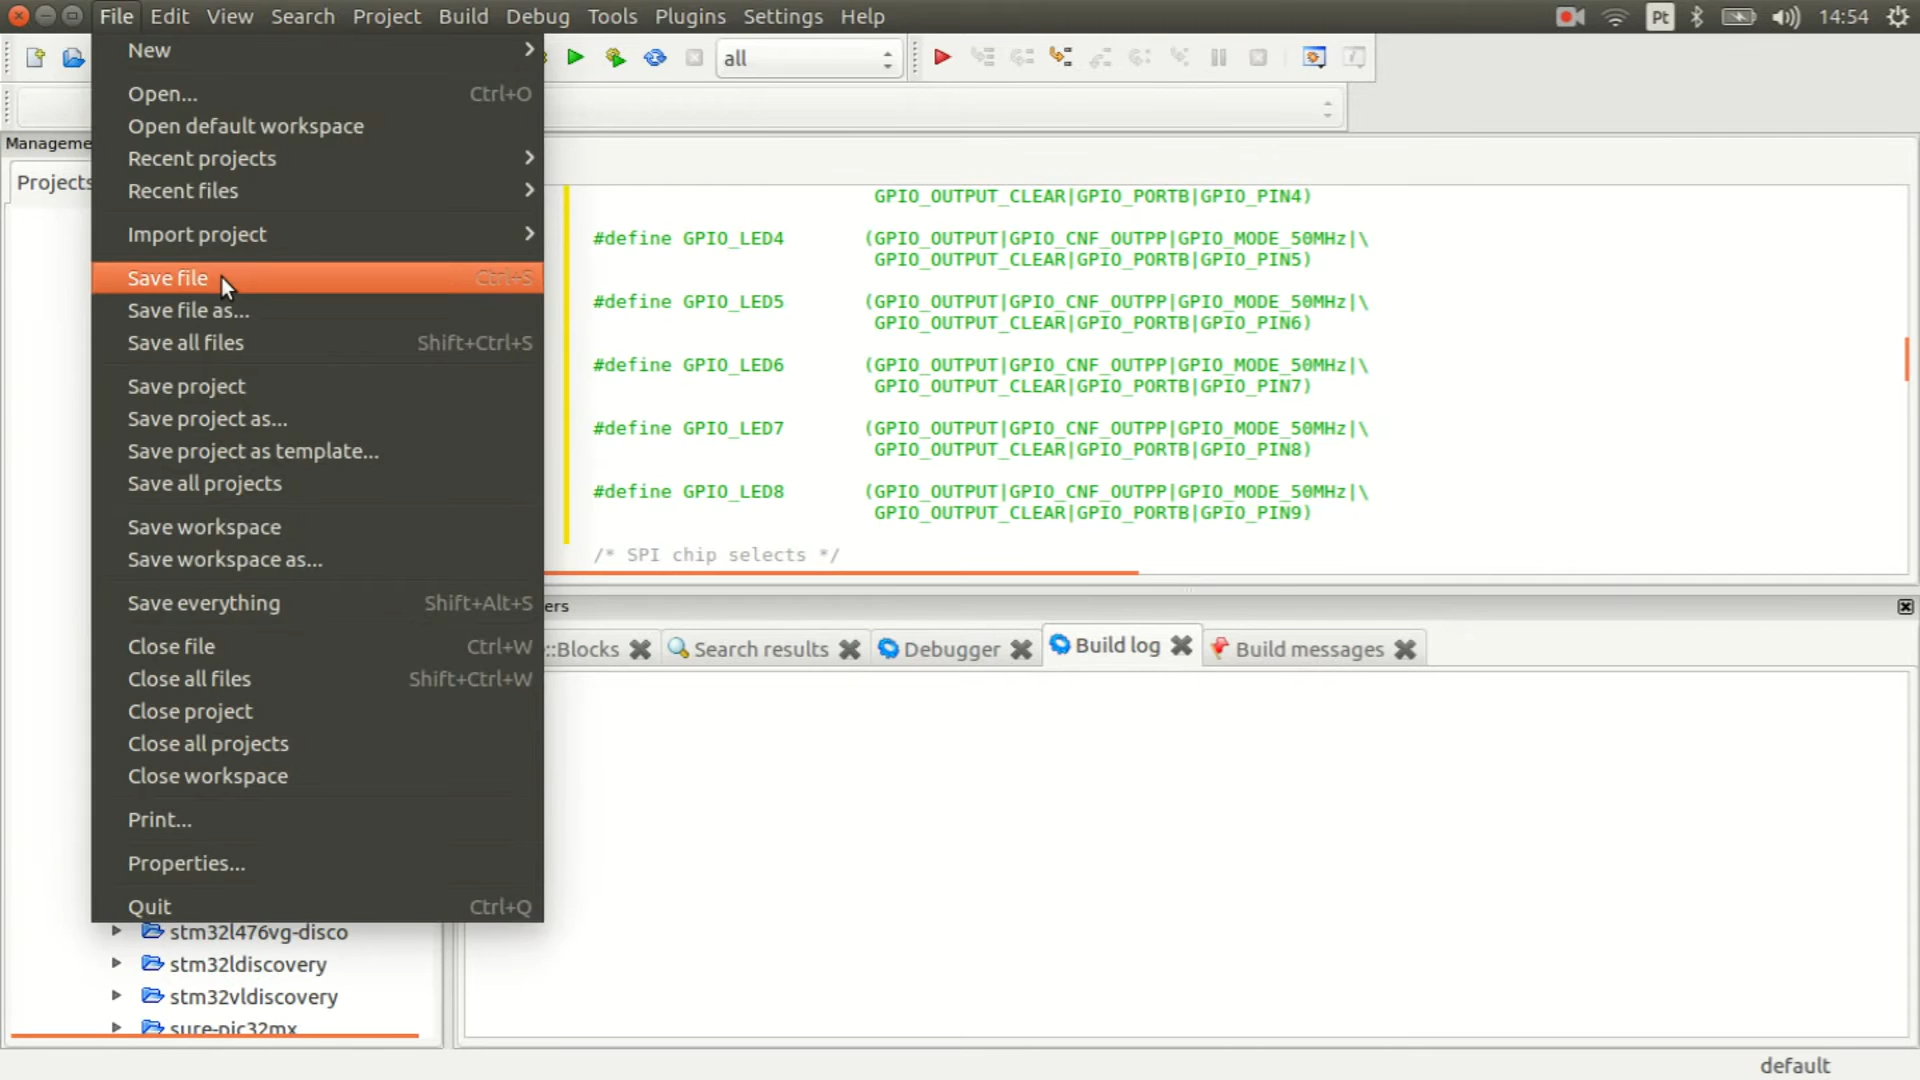 File Edit View Search Project Build Debug Tools Plugins Settings Help Pt 14:54
all
Projects
New
Open... Ctrl+O
Open default workspace
Recent projects
Recent files
Import project
Save file Ctrl+S
Save file as...
Save all files Shift+Ctrl+S
Save project
Save project as...
Save project as template...
Save all projects
Save workspace
Save workspace as...
Save everything Shift+Alt+S
Close file Ctrl+W
Close all files Shift+Ctrl+W
Close project
Close all projects
Close workspace
Print...
Properties...
Quit Ctrl+Q
stm32l476vg-disco
stm32ldiscovery
stm32vldiscovery
sure-pic32mx
GPIO_OUTPUT_CLEAR|GPIO_PORTB|GPIO_PIN4)
#define GPIO_LED4 (GPIO_OUTPUT|GPIO_CNF_OUTPP|GPIO_MODE_50MHz|\
GPIO_OUTPUT_CLEAR|GPIO_PORTB|GPIO_PIN5)
#define GPIO_LED5 (GPIO_OUTPUT|GPIO_CNF_OUTPP|GPIO_MODE_50MHz|\
GPIO_OUTPUT_CLEAR|GPIO_PORTB|GPIO_PIN6)
#define GPIO_LED6 (GPIO_OUTPUT|GPIO_CNF_OUTPP|GPIO_MODE_50MHz|\
GPIO_OUTPUT_CLEAR|GPIO_PORTB|GPIO_PIN7)
#define GPIO_LED7 (GPIO_OUTPUT|GPIO_CNF_OUTPP|GPIO_MODE_50MHz|\
GPIO_OUTPUT_CLEAR|GPIO_PORTB|GPIO_PIN8)
#define GPIO_LED8 (GPIO_OUTPUT|GPIO_CNF_OUTPP|GPIO_MODE_50MHz|\
GPIO_OUTPUT_CLEAR|GPIO_PORTB|GPIO_PIN9)
/* SPI chip selects */
ers
::Blocks Search results Debugger Build log Build messages
default